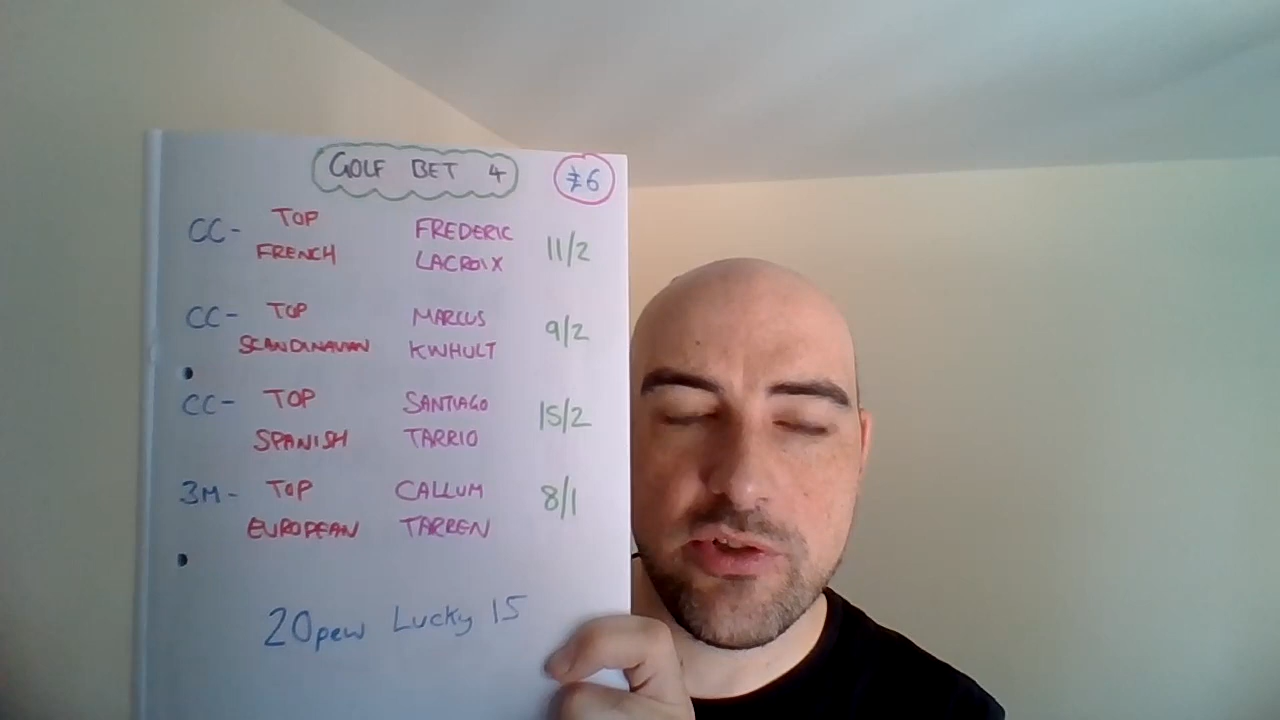 GOLF BET 4
£6
CC- TOP FRENCH FREDERIC LACROIX 11/2
CC- TOP SCANDINAVIAN MARCUS KWHULT 9/2
CC- TOP SPANISH SANTIAGO TARRIO 15/2
3M- TOP EUROPEAN CALLUM TARREN 8/1
20pew Lucky 15